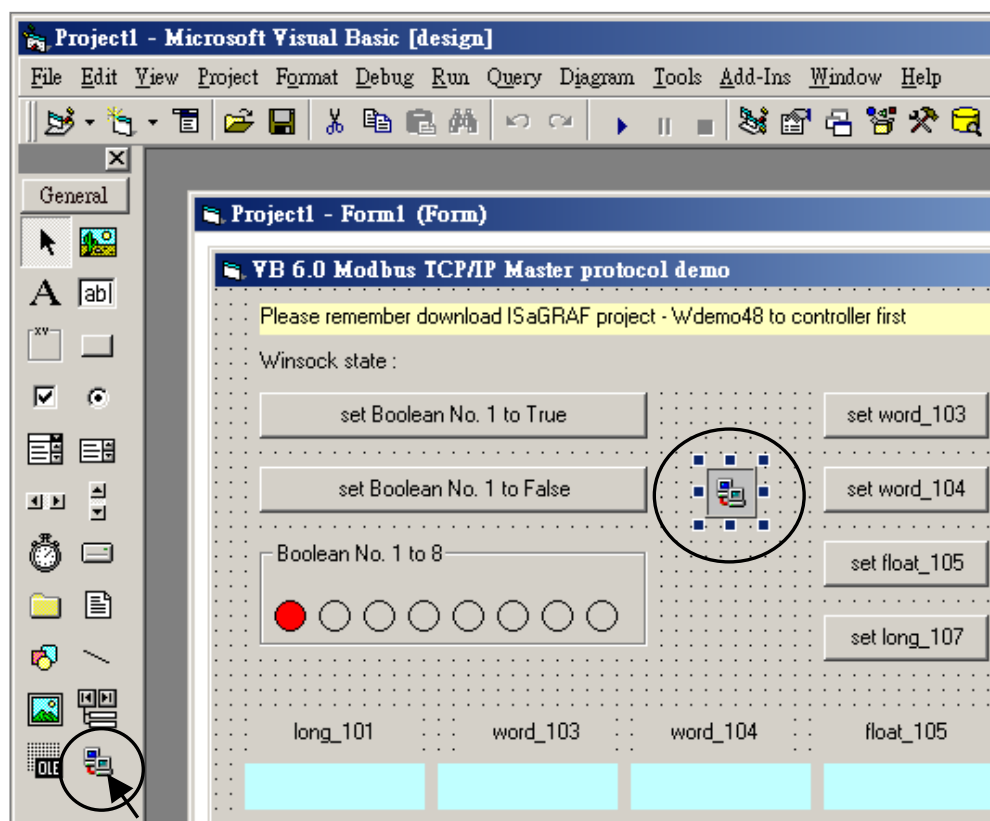 Project1 - Microsoft Visual Basic [design]
File Edit View Project Format Debug Run Query Diagram Tools Add-Ins Window Help
General
Project1 - Form1 (Form)
A
ab|
VB 6.0 Modbus TCP/IP Master protocol demo
Please remember download ISaGRAF project - Wdemo48 to controller first
XY
Winsock state :
set Boolean No. 1 to True
set word_103
set Boolean No. 1 to False
set word_104
Boolean No. 1 to 8
set float_105
set long_107
long_101 word_103 word_104 float_105
OLE